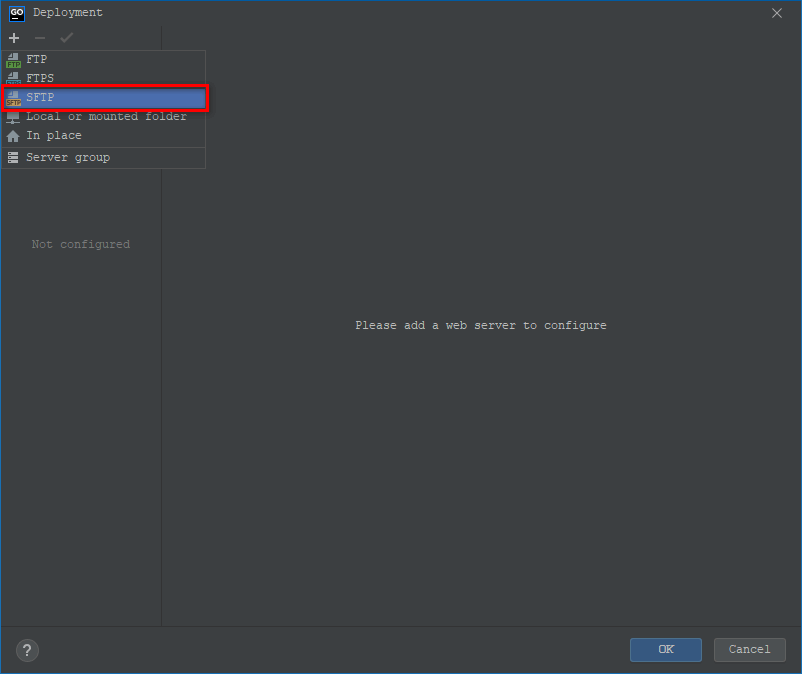 GO Deployment
FTP
FTPS
SFTP
Local or mounted folder
In place
Server group
Not configured
Please add a web server to configure
?
OK
Cancel